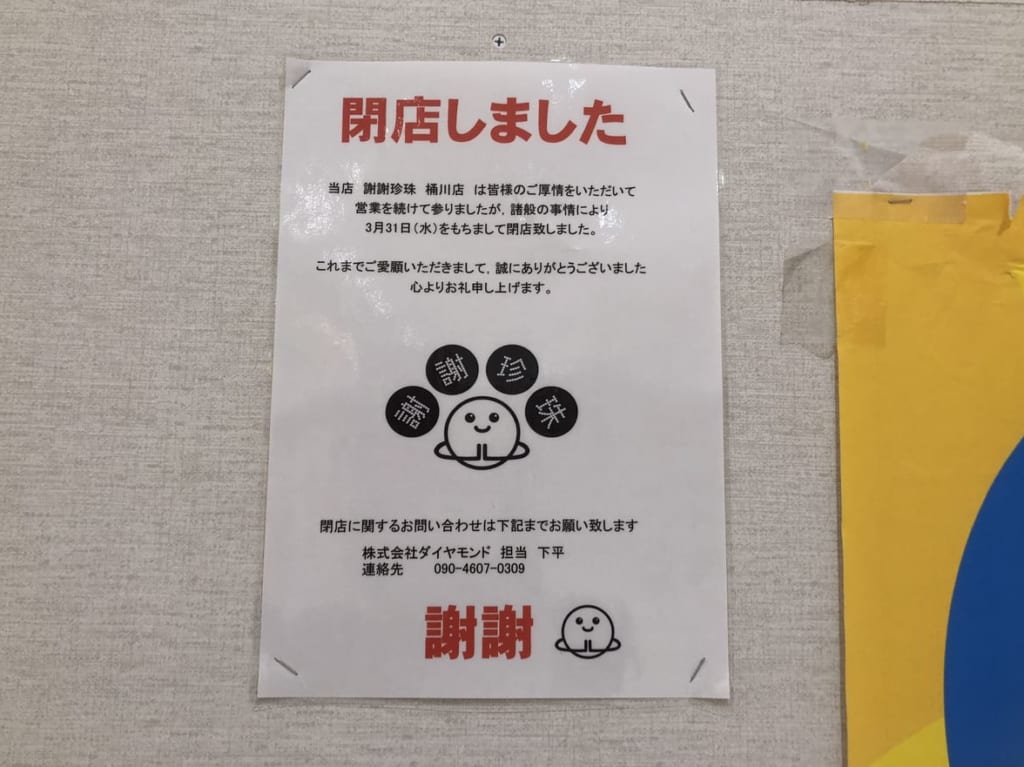 閉店しました
当店　謝謝珍珠　桶川店　は皆様のご厚情をいただいて
営業を続けて参りましたが，諸般の事情により
3月31日（水）をもちまして閉店致しました。
これまでご愛願いただきまして，誠にありがとうございました
心よりお礼申し上げます。
謝謝珍珠
閉店に関するお問い合わせは下記までお願い致します
株式会社ダイヤモンド　担当　下平
連絡先　　090-4607-0309
謝謝